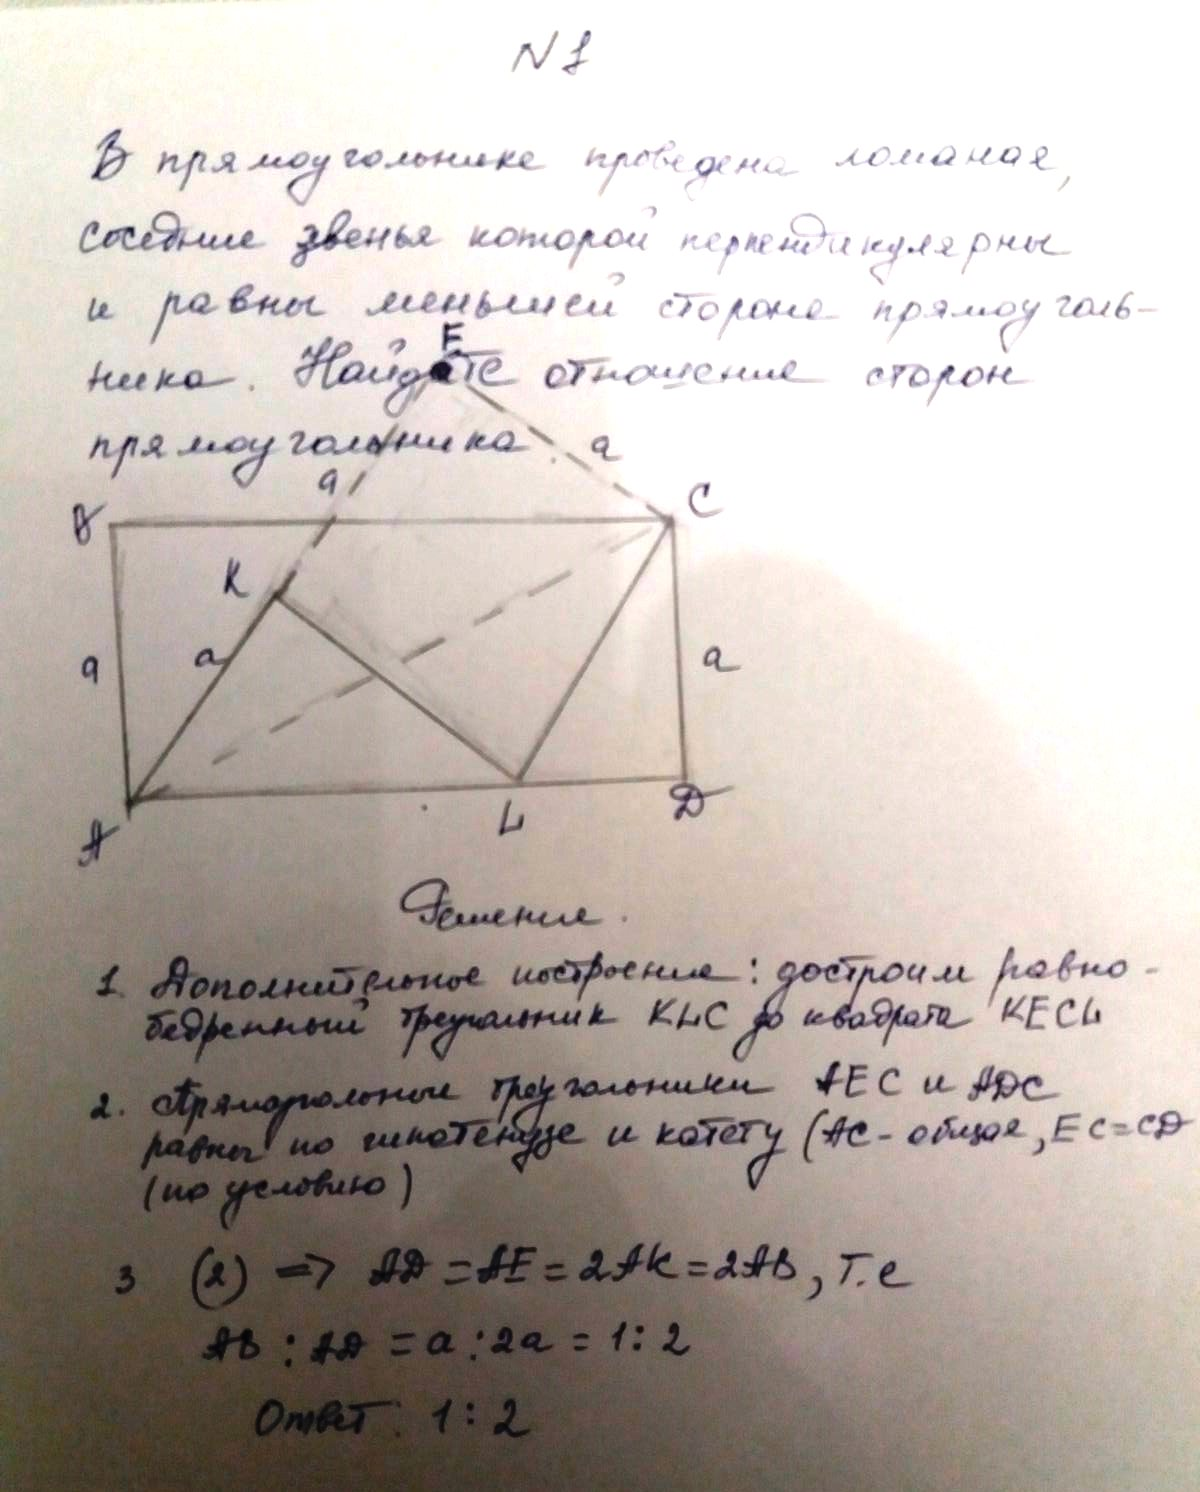 N 1
В прямоугольнике проведена ломаная,
соседние звенья которой перпендикулярны
и равны меньшей стороне прямоуголь-
ника. Найдите отношение сторон
прямоугольника.
E
a
a
B
C
K
a
a
a
A
L
D
Решение.
1. Дополнительное построение: достроим равно-
бедренный треугольник KLC до квадрата KECL
2. Прямоугольные треугольники AEC и ADC
равны по гипотенузе и катету (AC - общая, EC=CD
(по условию)
3 (2) => AD = AE = 2AK = 2AB, т.е
AB : AD = a : 2a = 1 : 2
Ответ: 1 : 2